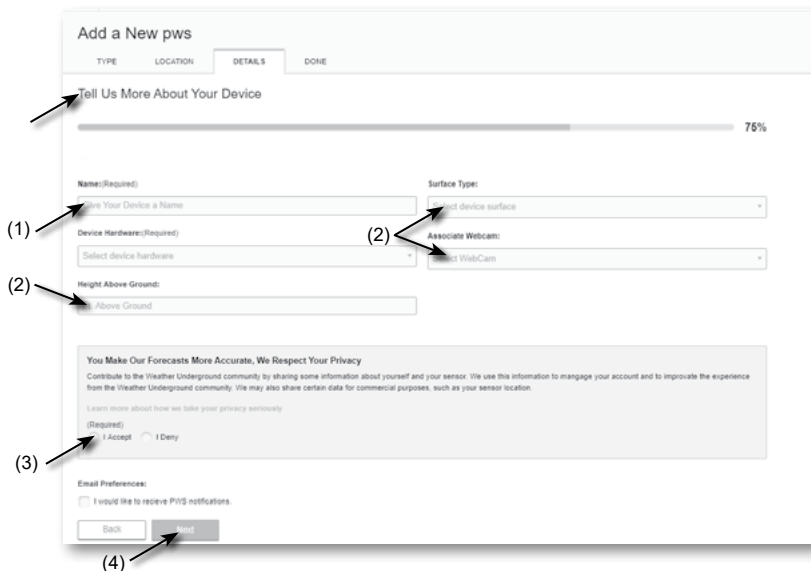 Add a New pws
TYPE LOCATION DETAILS DONE
Tell Us More About Your Device
75%
Name:(Required)
Surface Type:
(1)
Give Your Device a Name
Select device surface
Device Hardware:(Required)
(2)
Associate Webcam:
Select device hardware
Select WebCam
(2)
Height Above Ground:
Above Ground
You Make Our Forecasts More Accurate, We Respect Your Privacy
Contribute to the Weather Underground community by sharing some information about yourself and your sensor. We use this information to mangage your account and to improvate the experience
from the Weather Underground community. We may also share certain data for commercial purposes, such as your sensor location.
Learn more about how we take your privacy seriously
(Required)
I Accept I Deny
(3)
Email Preferences:
I would like to recieve PWS notifications.
Back Next
(4)